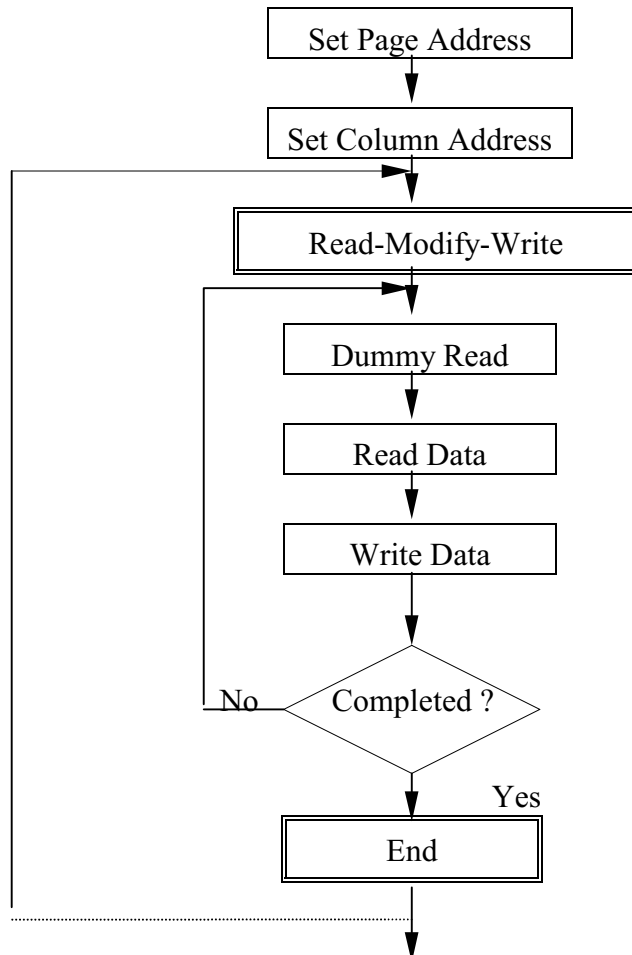 Set Page Address
Set Column Address
Read-Modify-Write
Dummy Read
Read Data
Write Data
Completed ?
No
Yes
End